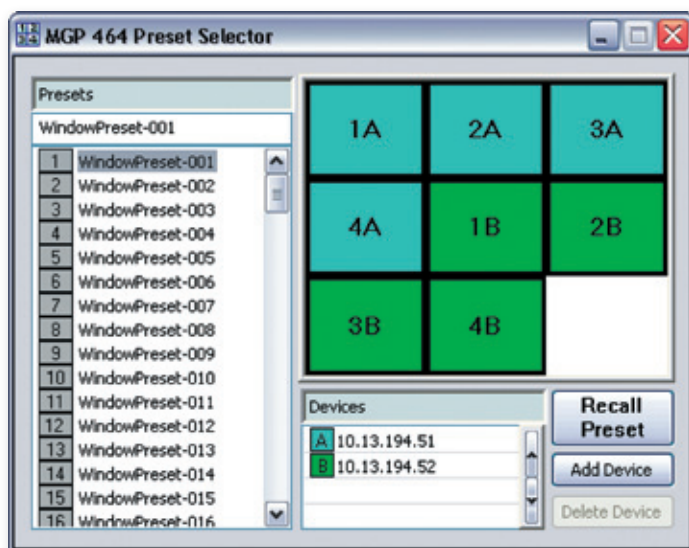 MGP 464 Preset Selector
Presets
WindowPreset-001
1 WindowPreset-001
2 WindowPreset-002
3 WindowPreset-003
4 WindowPreset-004
5 WindowPreset-005
6 WindowPreset-006
7 WindowPreset-007
8 WindowPreset-008
9 WindowPreset-009
10 WindowPreset-010
11 WindowPreset-011
12 WindowPreset-012
13 WindowPreset-013
14 WindowPreset-014
15 WindowPreset-015
16 WindowPreset-016
1A 2A 3A
4A 1B 2B
3B 4B
Devices
A 10.13.194.51
B 10.13.194.52
Recall
Preset
Add Device
Delete Device